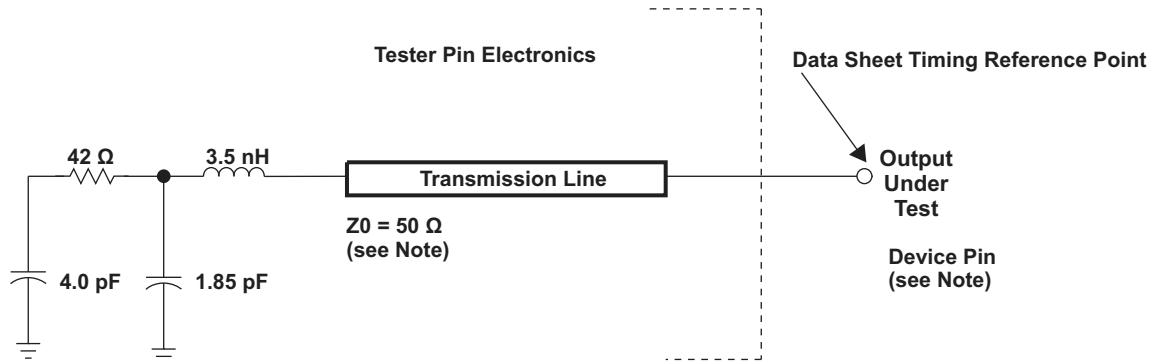 Tester Pin Electronics
Data Sheet Timing Reference Point
42 Ω
3.5 nH
Transmission Line
Output
Under
Test
Z0 = 50 Ω
(see Note)
Device Pin
(see Note)
4.0 pF
1.85 pF